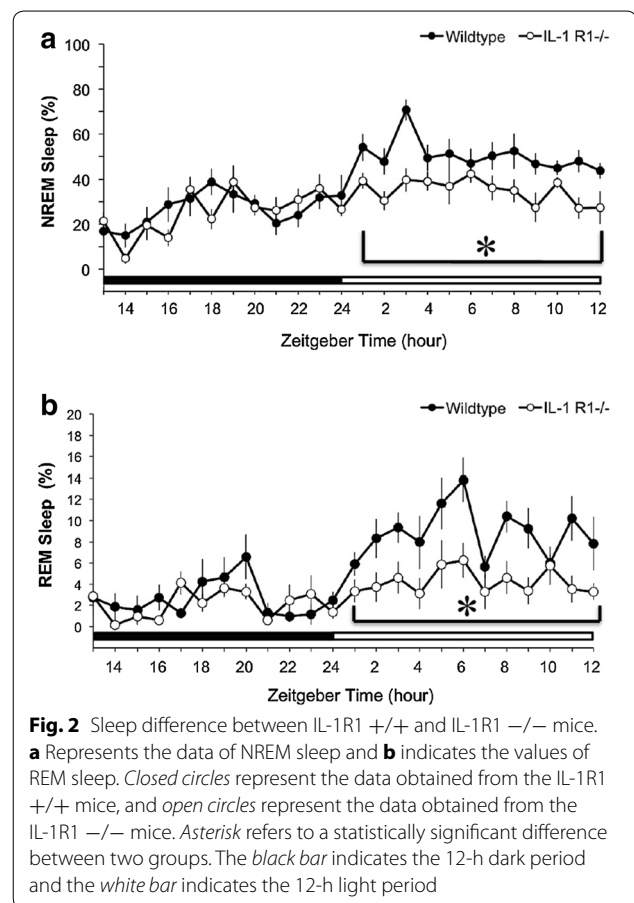 a
Wildtype IL-1 R1-/-
100
80
60
40
20
0
NREM Sleep (%)
*
14 16 18 20 22 24 2 4 6 8 10 12
Zeitgeber Time (hour)
b
Wildtype IL-1 R1-/-
20
18
16
14
12
10
8
6
4
2
0
REM Sleep (%)
*
14 16 18 20 22 24 2 4 6 8 10 12
Zeitgeber Time (hour)
Fig. 2 Sleep difference between IL-1R1 +/+ and IL-1R1 −/− mice.
a Represents the data of NREM sleep and b indicates the values of
REM sleep. Closed circles represent the data obtained from the IL-1R1
+/+ mice, and open circles represent the data obtained from the
IL-1R1 −/− mice. Asterisk refers to a statistically significant difference
between two groups. The black bar indicates the 12-h dark period
and the white bar indicates the 12-h light period